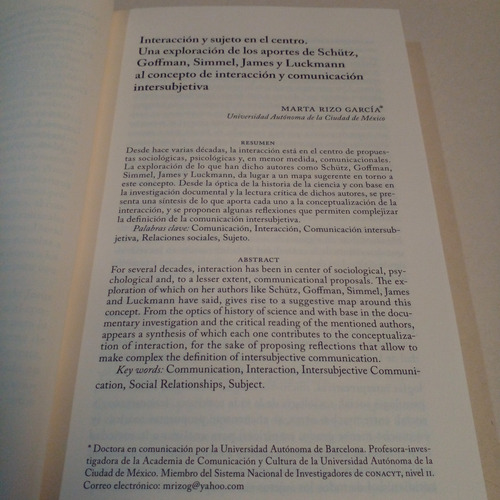 Interacción y sujeto en el centro.
Una exploración de los aportes de Schütz,
Goffman, Simmel, James y Luckmann
al concepto de interacción y comunicación
intersubjetiva
MARTA RIZO GARCÍA*
Universidad Autónoma de la Ciudad de México
RESUMEN
Desde hace varias décadas, la interacción está en el centro de propues-
tas sociológicas, psicológicas y, en menor medida, comunicacionales.
La exploración de lo que han dicho autores como Schütz, Goffman,
Simmel, James y Luckmann, da lugar a un mapa sugerente en torno a
este concepto. Desde la óptica de la historia de la ciencia y con base en
la investigación documental y la lectura crítica de dichos autores, se pre-
senta una síntesis de lo que aporta cada uno a la conceptualización de la
interacción, y se proponen algunas reflexiones que permiten complejizar
la definición de la comunicación intersubjetiva.
Palabras clave: Comunicación, Interacción, Comunicación intersub-
jetiva, Relaciones sociales, Sujeto.
ABSTRACT
For several decades, interaction has been in center of sociological, psy-
chological and, to a lesser extent, communicational proposals. The ex-
ploration of which on her authors like Schütz, Goffman, Simmel, James
and Luckmann have said, gives rise to a suggestive map around this
concept. From the optics of history of science and with base in the do-
cumentary investigation and the critical reading of the mentioned authors,
appears a synthesis of which each one contributes to the conceptualiza-
tion of interaction, for the sake of proposing reflections that allow to
make complex the definition of intersubjective communication.
Key words: Communication, Interaction, Intersubjective Communi-
cation, Social Relationships, Subject.
* Doctora en comunicación por la Universidad Autónoma de Barcelona. Profesora-inves-
tigadora de la Academia de Comunicación y Cultura de la Universidad Autónoma de la
Ciudad de México. Miembro del Sistema Nacional de Investigadores de CONACYT, nivel II.
Correo electrónico: mrizog@yahoo.com